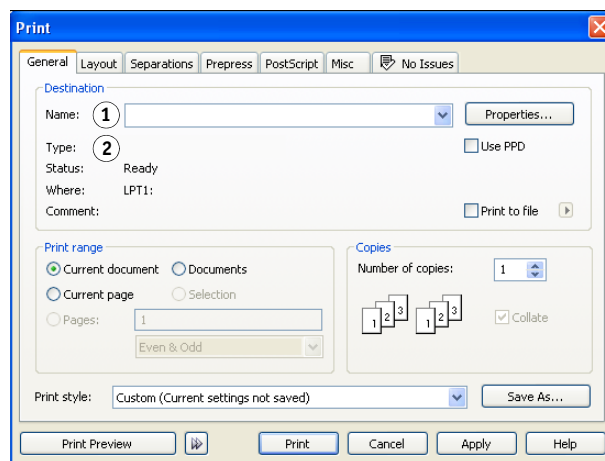 Print
General Layout Separations Prepress PostScript Misc No Issues
Destination
Name: 1 Properties...
Type: 2 Use PPD
Status: Ready
Where: LPT1:
Comment: Print to file
Print range
Current document Documents
Current page Selection
Pages: 1
Even & Odd
Copies
Number of copies: 1
1 2 3 1 2 3
Collate
Print style: Custom (Current settings not saved) Save As...
Print Preview Print Cancel Apply Help